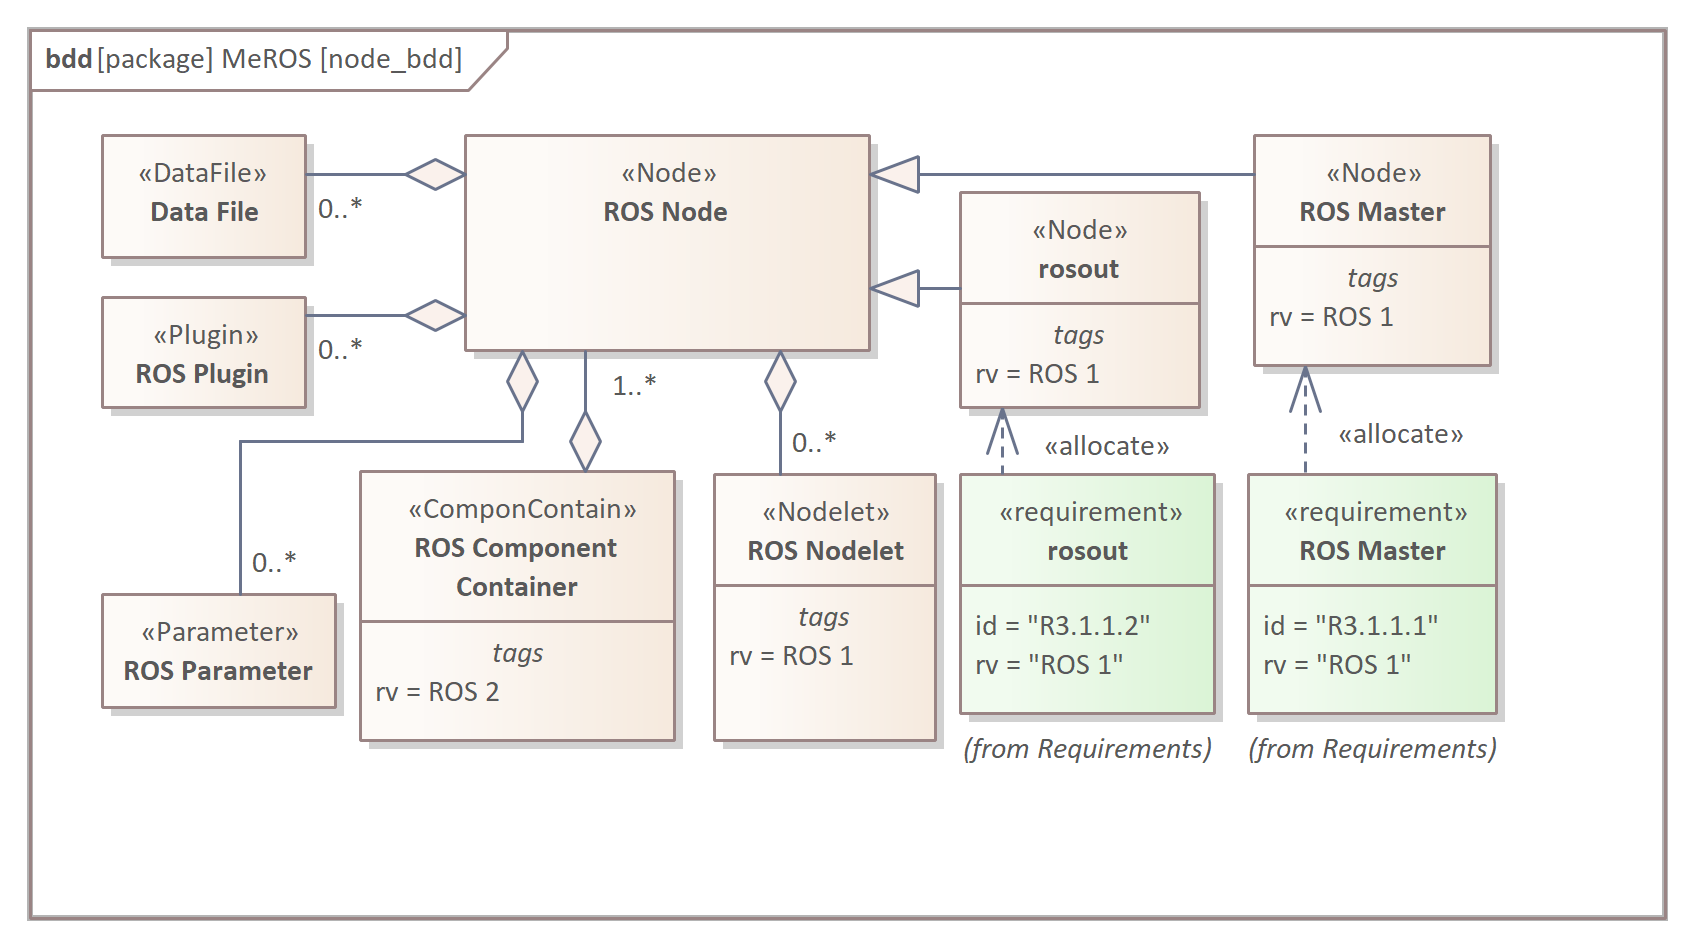 bdd [package] MeROS [node_bdd]
«DataFile»
Data File
0..*
«Plugin»
ROS Plugin
0..*
«Node»
ROS Node
«Node»
rosout
tags
rv = ROS 1
«Node»
ROS Master
tags
rv = ROS 1
1..*
0..*
«allocate»
«allocate»
0..*
«Parameter»
ROS Parameter
«ComponContain»
ROS Component
Container
tags
rv = ROS 2
«Nodelet»
ROS Nodelet
tags
rv = ROS 1
«requirement»
rosout
id = "R3.1.1.2"
rv = "ROS 1"
(from Requirements)
«requirement»
ROS Master
id = "R3.1.1.1"
rv = "ROS 1"
(from Requirements)